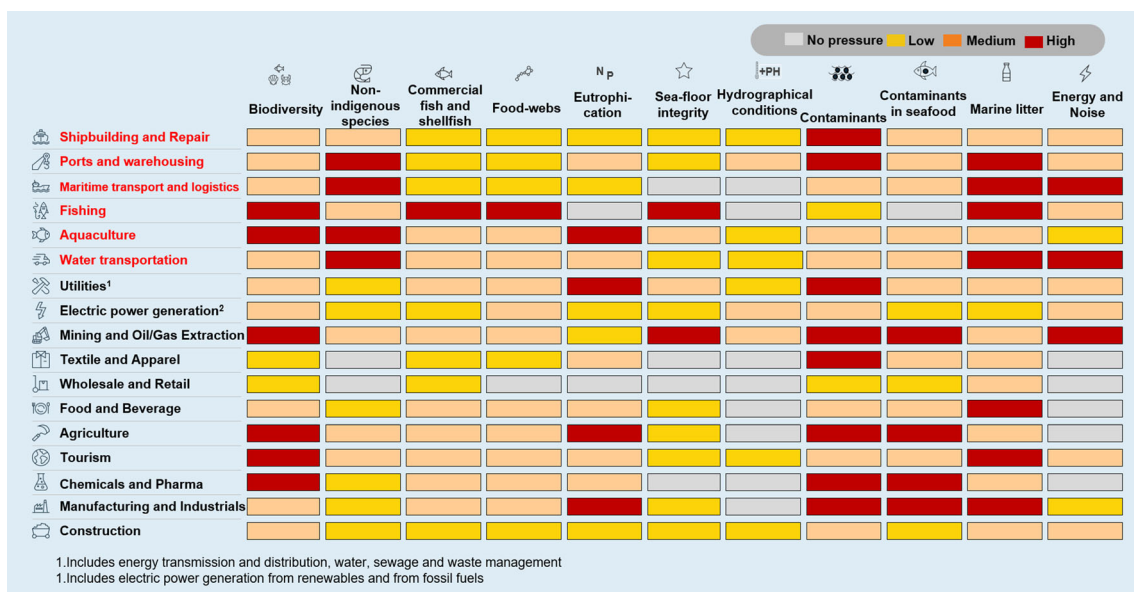 No pressure Low Medium High
N P +PH
Biodiversity
Non-
indigenous
species
Commercial
fish and
shellfish
Food-webs
Eutrophi-
cation
Sea-floor
integrity
Hydrographical
conditions
Contaminants
Contaminants
in seafood
Marine litter
Energy and
Noise
Shipbuilding and Repair
Ports and warehousing
Maritime transport and logistics
Fishing
Aquaculture
Water transportation
Utilities1
Electric power generation2
Mining and Oil/Gas Extraction
Textile and Apparel
Wholesale and Retail
Food and Beverage
Agriculture
Tourism
Chemicals and Pharma
Manufacturing and Industrials
Construction
1.Includes energy transmission and distribution, water, sewage and waste management
1.Includes electric power generation from renewables and from fossil fuels